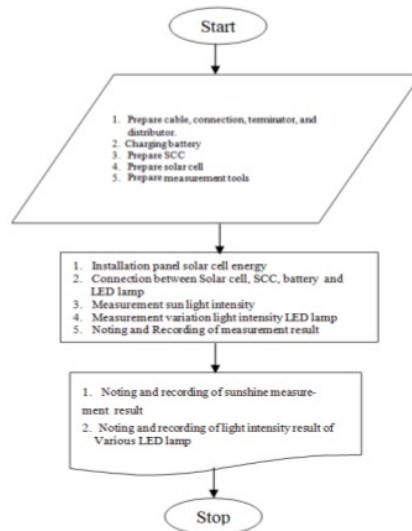 Start
1. Prepare cable, connection, terminator, and
distributor.
2. Charging battery
3. Prepare SCC
4. Prepare solar cell
5. Prepare measurement tools
1. Installation panel solar cell energy
2. Connection between Solar cell, SCC, battery and
LED lamp
3. Measurement sun light intensity
4. Measurement variation light intensity LED lamp
5. Noting and Recording of measurement result
1. Noting and recording of sunshine measure-
ment result
2. Noting and recording of light intensity result of
Various LED lamp
Stop